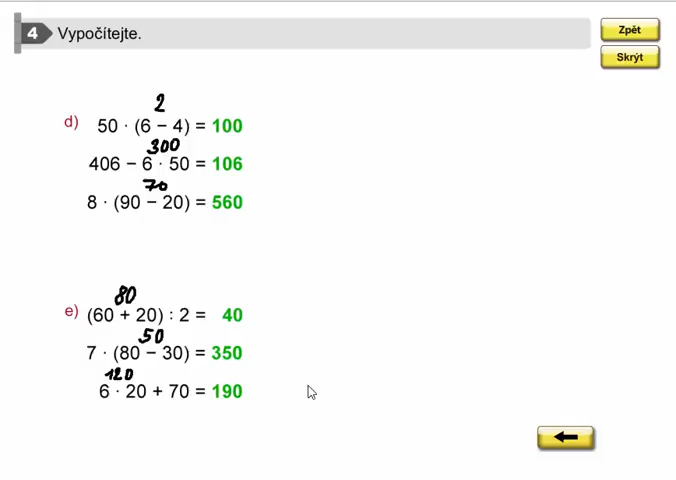 4 Vypočítejte.
Zpět
Skrýt
2
d) 50 · (6 − 4) = 100
300
406 − 6 · 50 = 106
70
8 · (90 − 20) = 560
80
e) (60 + 20) : 2 = 40
50
7 · (80 − 30) = 350
120
6 · 20 + 70 = 190